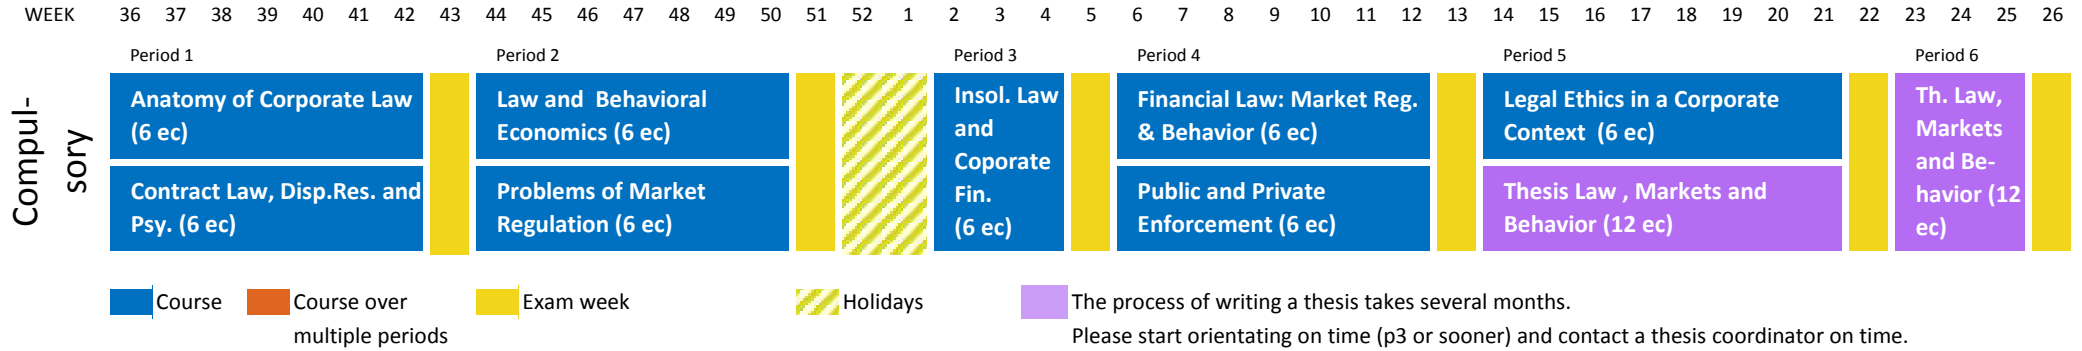 WEEK 36 37 38 39 40 41 42 43 44 45 46 47 48 49 50 51 52 1 2 3 4 5 6 7 8 9 10 11 12 13 14 15 16 17 18 19 20 21 22 23 24 25 26
Period 1 Period 2 Period 3 Period 4 Period 5 Period 6
Compul-
sory
Anatomy of Corporate Law
(6 ec)
Contract Law, Disp.Res. and
Psy. (6 ec)
Law and Behavioral
Economics (6 ec)
Problems of Market
Regulation (6 ec)
Insol. Law
and
Coporate
Fin.
(6 ec)
Financial Law: Market Reg.
& Behavior (6 ec)
Public and Private
Enforcement (6 ec)
Legal Ethics in a Corporate
Context (6 ec)
Thesis Law , Markets and
Behavior (12 ec)
Th. Law,
Markets
and Be-
havior (12
ec)
Course
Course over
multiple periods
Exam week
Holidays
The process of writing a thesis takes several months.
Please start orientating on time (p3 or sooner) and contact a thesis coordinator on time.